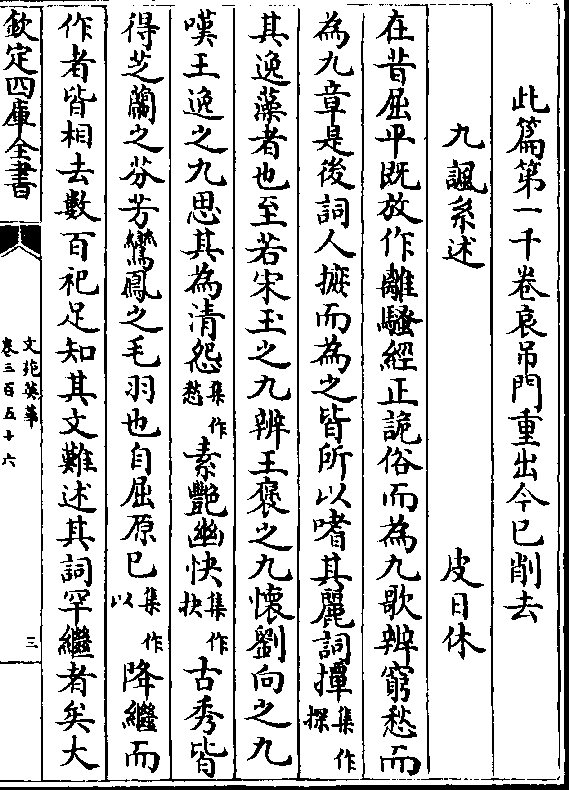 此篇第一千卷哀吊門重出今已削去
九諷系述　皮日休
在昔屈平既放作離騷經正詭俗而為九歌辨窮愁而
為九章是後詞人摭而為之皆所以嗜其麗詞撢集作探
其逸藻者也至若宋玉之九辨王褒之九懷劉向之九
嘆王逸之九思其為清怨集作愁素艷幽快集作抉古秀皆
得芝蘭之芬芳鸞鳳之毛羽也自屈原已集作以降繼而
作者皆相去數百祀足知其文難述其詞罕繼者矣大
欽定四庫全書
文苑英華
卷三百五十六
三